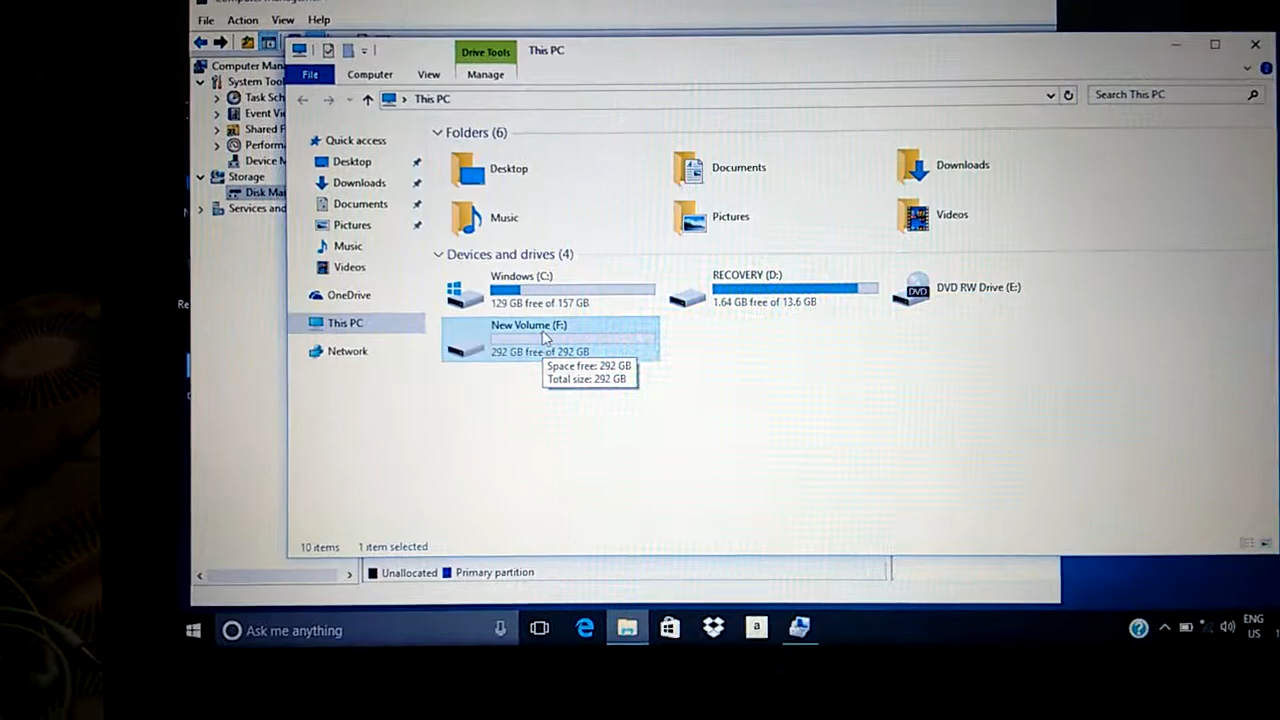 File Action View Help
Drive Tools
This PC
File Computer View Manage
This PC
Search This PC
Computer Man
System Too
Task Sch
Event Vi
Shared F
Perform
Device M
Storage
Disk Ma
Services and
Quick access
Desktop
Downloads
Documents
Pictures
Music
Videos
OneDrive
This PC
Network
Folders (6)
Desktop
Documents
Downloads
Music
Pictures
Videos
Devices and drives (4)
Windows (C:)
129 GB free of 157 GB
RECOVERY (D:)
1.64 GB free of 13.6 GB
DVD
DVD RW Drive (E:)
New Volume (F:)
292 GB free of 292 GB
Space free: 292 GB
Total size: 292 GB
10 items 1 item selected
Unallocated Primary partition
Re
Ask me anything
a
ENG
US